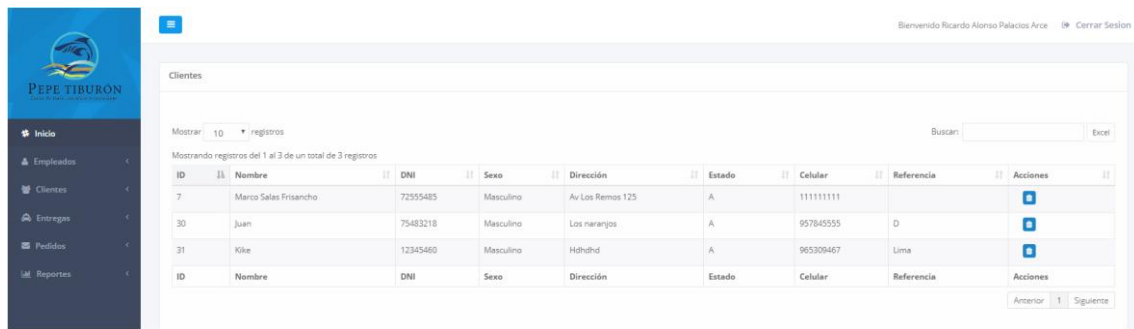 Bienvenido Ricardo Alonso Palacios Arce Cerrar Sesion
PEPE TIBURÓN
Clientes
Inicio
Empleados
Clientes
Entregas
Pedidos
Reportes
Mostrar 10 registros
Buscar:
Excel
Mostrando registros del 1 al 3 de un total de 3 registros
ID Nombre DNI Sexo Dirección Estado Celular Referencia Acciones
7 Marco Salas Frisancho 72555485 Masculino Av Los Remos 125 A 111111111
30 Juan 75483218 Masculino Los naranjos A 957845555 D
31 Kike 12345460 Masculino Hdhdhd A 965309467 Lima
ID Nombre DNI Sexo Dirección Estado Celular Referencia Acciones
Anterior 1 Siguiente